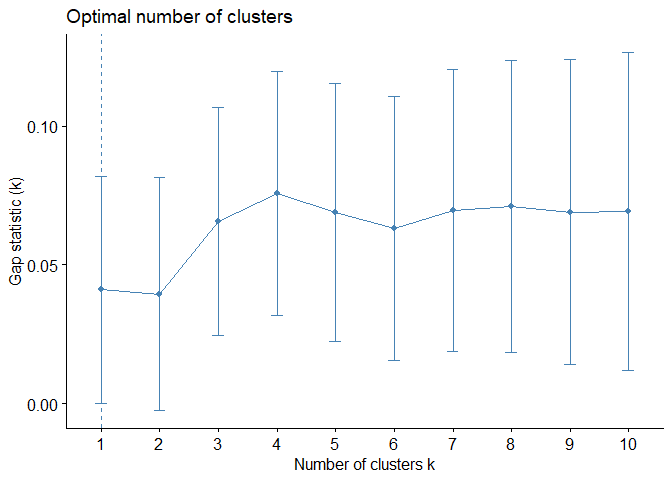 Optimal number of clusters
Gap statistic (k)
0.10
0.05
0.00
1 2 3 4 5 6 7 8 9 10
Number of clusters k